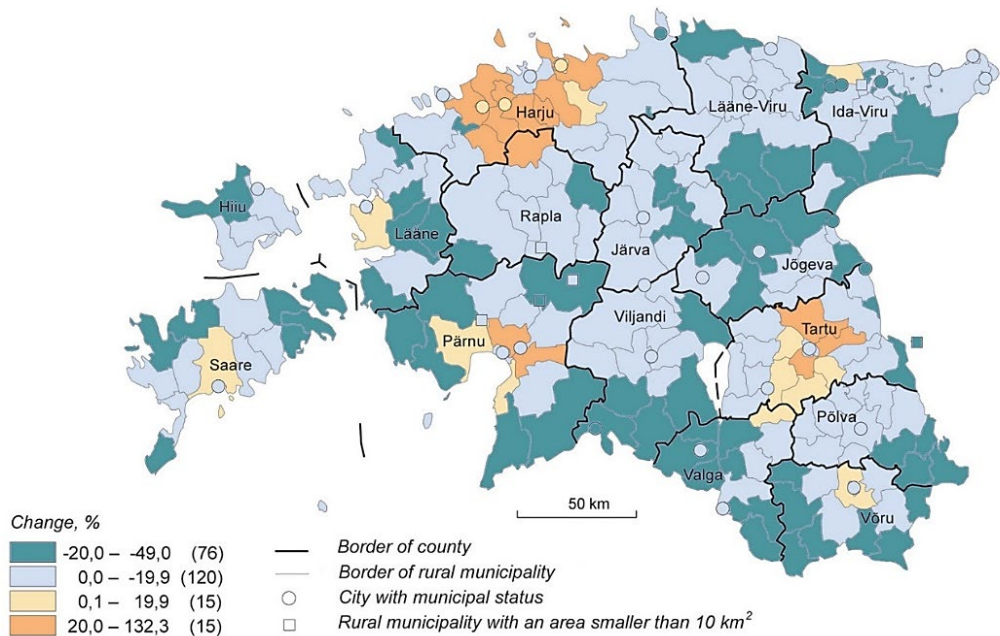 Harju
Lääne-Viru
Ida-Viru
Hiiu
Lääne
Rapla
Järva
Jõgeva
Saare
Pärnu
Viljandi
Tartu
Põlva
Valga
Võru
50 km
Change, %
-20,0 – -49,0 (76)
0,0 – -19,9 (120)
0,1 – 19,9 (15)
20,0 – 132,3 (15)
Border of county
Border of rural municipality
City with municipal status
Rural municipality with an area smaller than 10 km²